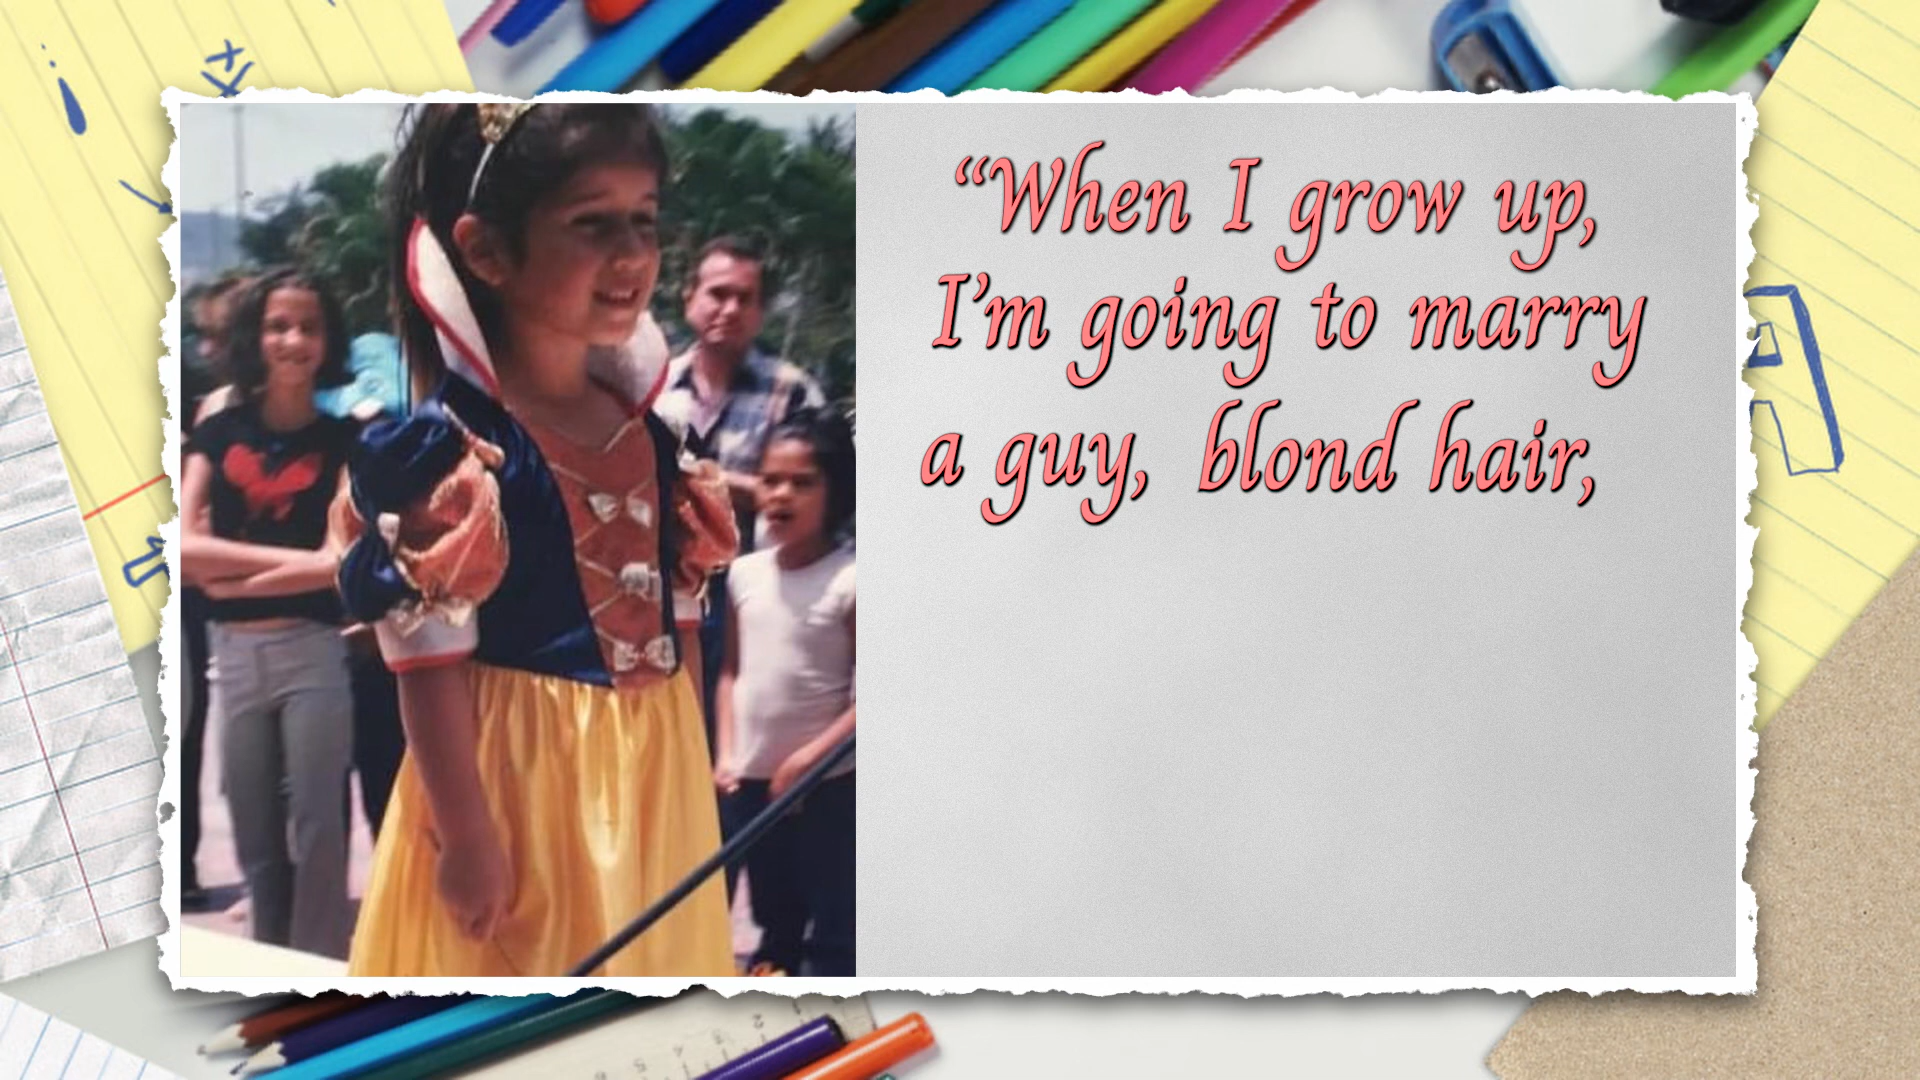 “When I grow up,
I’m going to marry
a guy, blond hair,
A